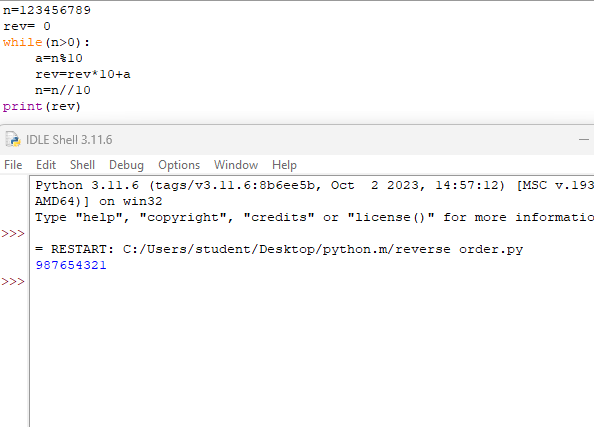 n=123456789
rev= 0
while(n>0):
    a=n%10
    rev=rev*10+a
    n=n//10
print(rev)
IDLE Shell 3.11.6
File Edit Shell Debug Options Window Help
Python 3.11.6 (tags/v3.11.6:8b6ee5b, Oct  2 2023, 14:57:12) [MSC v.193
AMD64)] on win32
Type "help", "copyright", "credits" or "license()" for more informatio
>>>
= RESTART: C:/Users/student/Desktop/python.m/reverse order.py
987654321
>>>